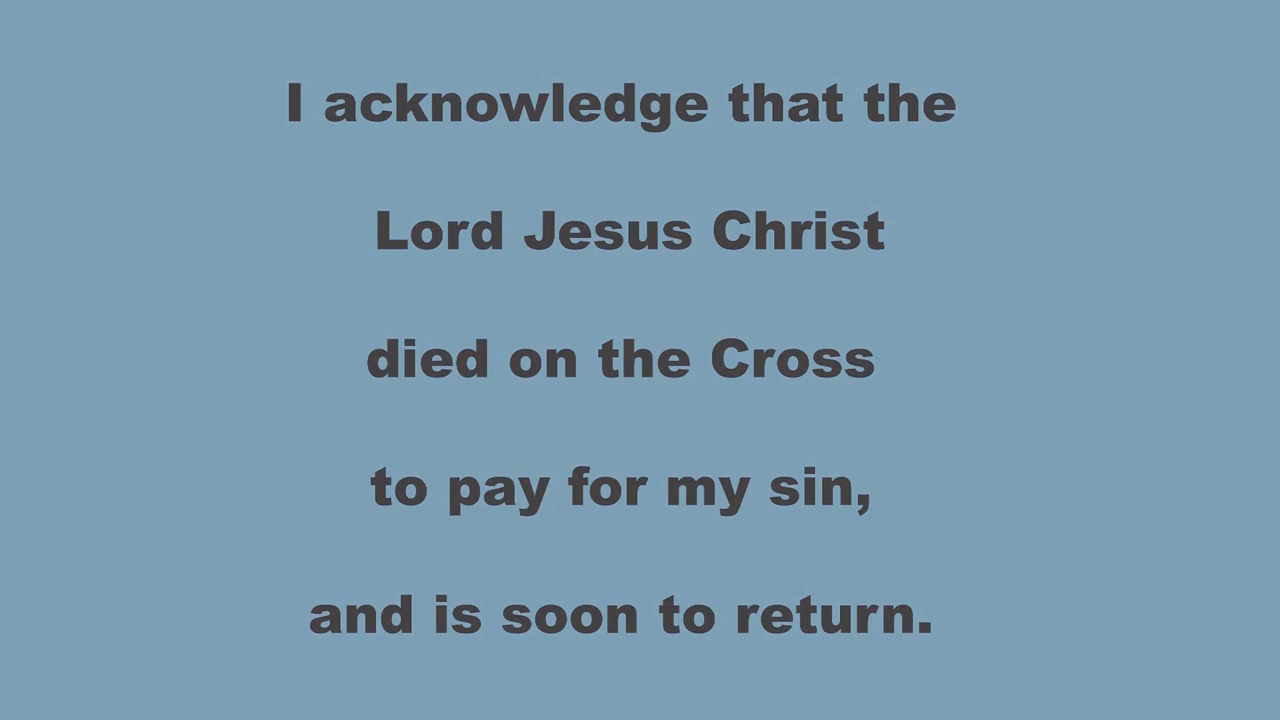 I acknowledge that the
Lord Jesus Christ
died on the Cross
to pay for my sin,
and is soon to return.